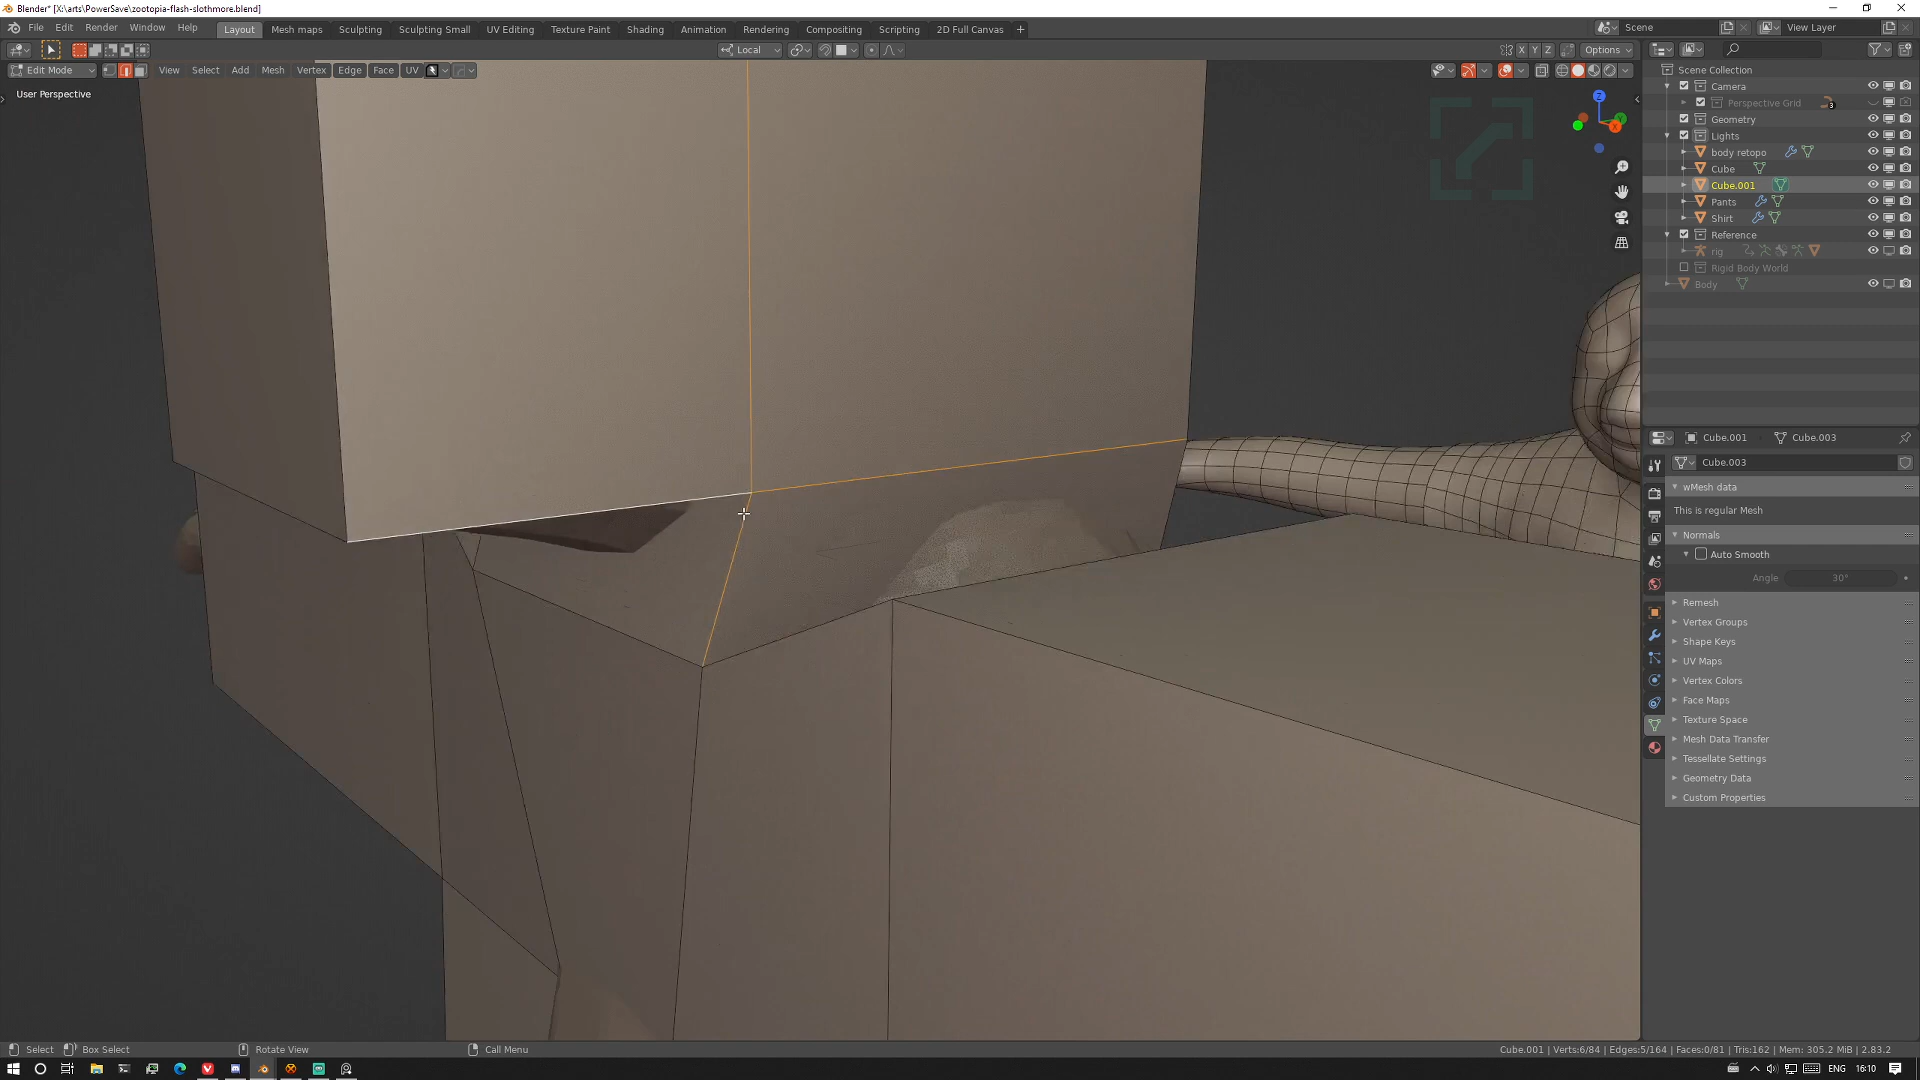 Blender* [X:\arts\PowerSave\zootopia-flash-slothmore.blend]
File Edit Render Window Help Layout Mesh maps Sculpting Sculpting Small UV Editing Texture Paint Shading Animation Rendering Compositing Scripting 2D Full Canvas + Scene View Layer
Local X Y Z Options
Edit Mode View Select Add Mesh Vertex Edge Face UV
User Perspective
Z
X
Scene Collection
Camera
Perspective Grid 3
Geometry
Lights
body retopo
Cube
Cube.001
Pants
Shirt
Reference
rig
Rigid Body World
Body
Cube.001 Cube.003
Cube.003
wMesh data
This is regular Mesh
Normals
Auto Smooth
Angle 30°
Remesh
Vertex Groups
Shape Keys
UV Maps
Vertex Colors
Face Maps
Texture Space
Mesh Data Transfer
Tessellate Settings
Geometry Data
Custom Properties
Select Box Select Rotate View Call Menu Cube.001 | Verts:6/84 | Edges:5/164 | Faces:0/81 | Tris:162 | Mem: 305.2 MiB | 2.83.2
ENG 16:10